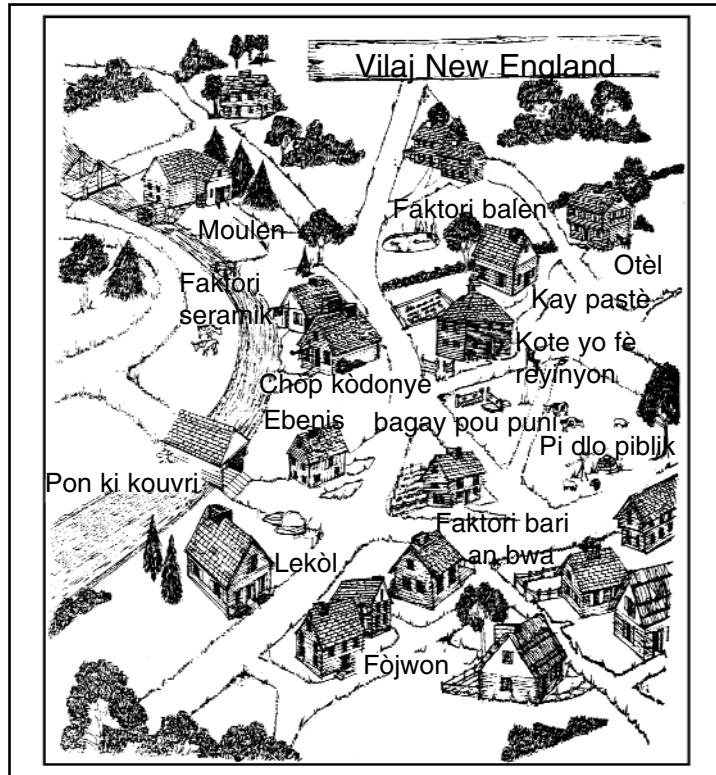 Vilaj New England
Faktori balèn
Moulen
Otèl
Faktori
seramik
Kay pastè
Kote yo fè
reyinyon
Chop kòdonye
Ebenis
bagay pou puni
Pi dlo piblik
Pon ki kouvri
Faktori bari
an bwa
Lekòl
Fòjwon